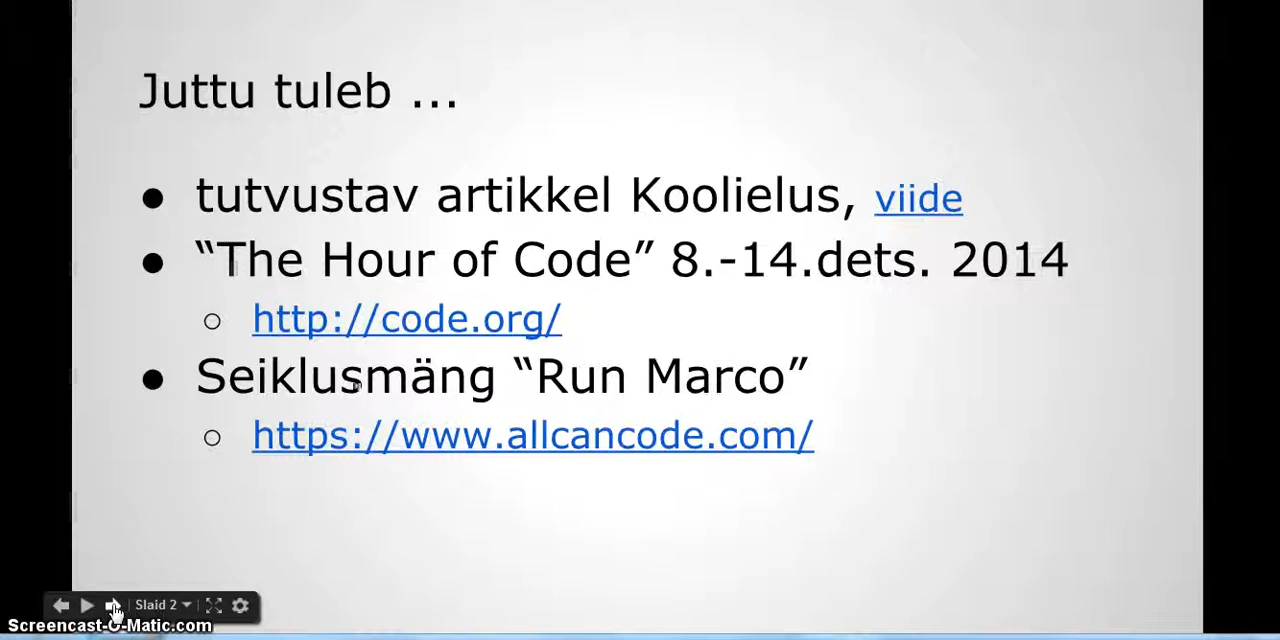 Juttu tuleb ...
● tutvustav artikkel Koolielus, viide
● “The Hour of Code” 8.-14.dets. 2014
○ http://code.org/
● Seiklusmäng “Run Marco”
○ https://www.allcancode.com/
Slaid 2
Screencast-O-Matic.com